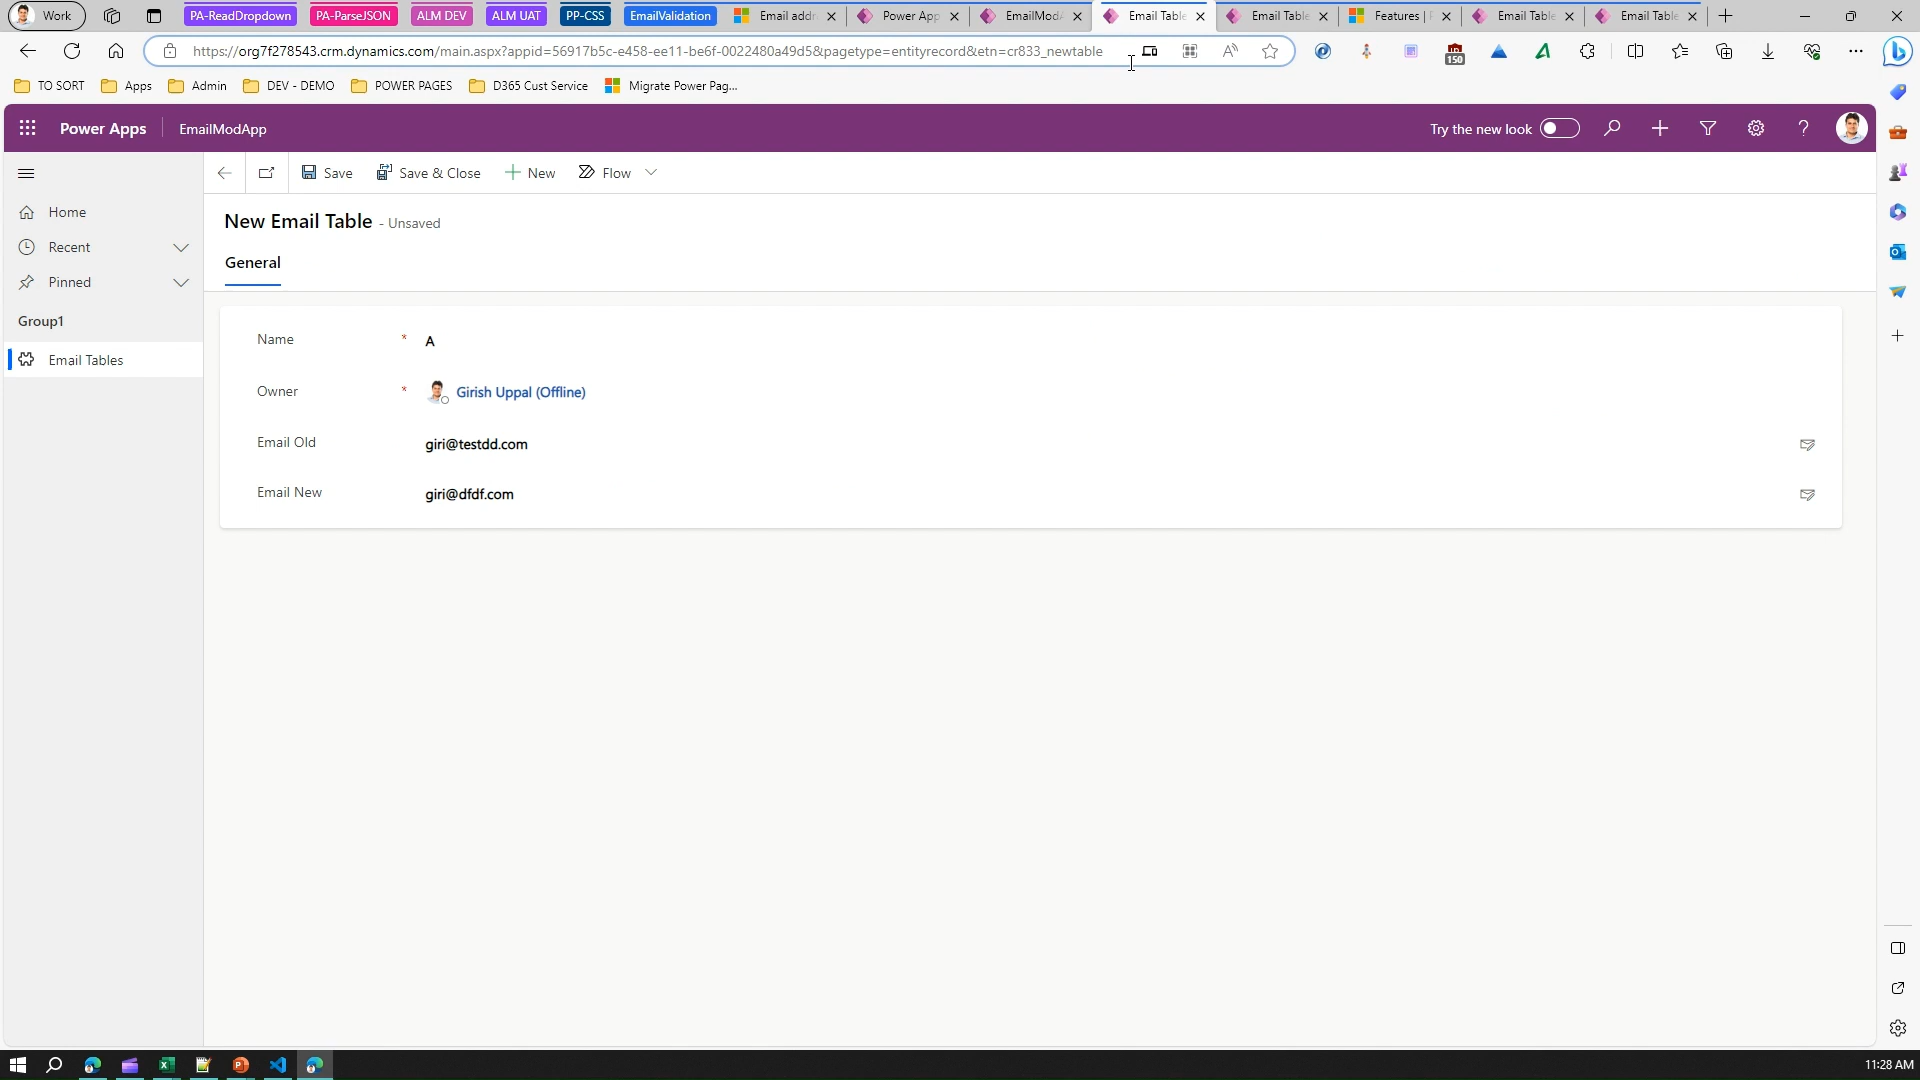 Work
PA-ReadDropdown
PA-ParseJSON
ALM DEV
ALM UAT
PP-CSS
EmailValidation
Email addr
Power App
EmailModA
Email Table
Email Table
Features | P
Email Table
Email Table
https://org7f278543.crm.dynamics.com/main.aspx?appid=56917b5c-e458-ee11-be6f-0022480a49d5&pagetype=entityrecord&etn=cr833_newtable
150
TO SORT
Apps
Admin
DEV - DEMO
POWER PAGES
D365 Cust Service
Migrate Power Pag...
Power Apps
EmailModApp
Try the new look
Save
Save & Close
New
Flow
Home
Recent
Pinned
Group1
Email Tables
New Email Table - Unsaved
General
Name * A
Owner * Girish Uppal (Offline)
Email Old giri@testdd.com
Email New giri@dfdf.com
11:28 AM